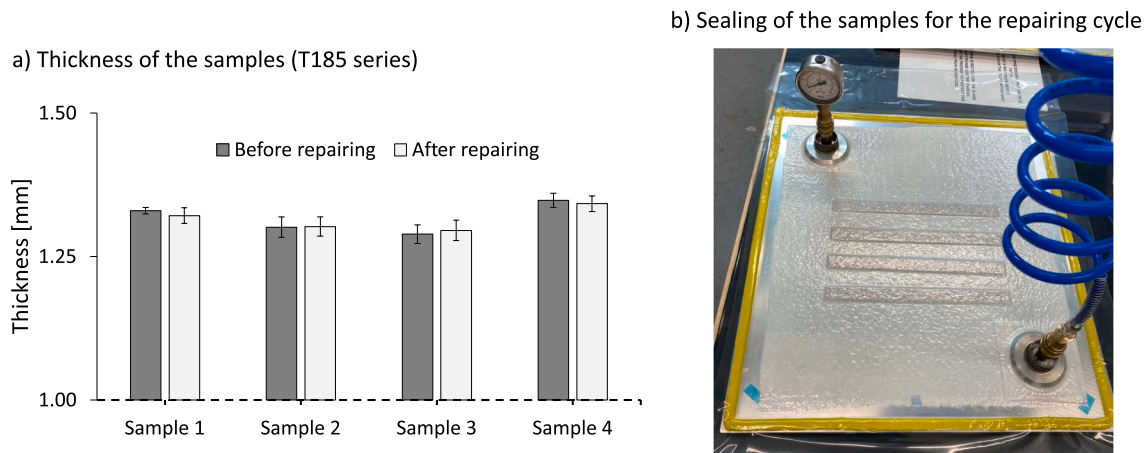 a) Thickness of the samples (T185 series)
Thickness [mm]
1.50
1.25
1.00
Before repairing
After repairing
Sample 1
Sample 2
Sample 3
Sample 4
b) Sealing of the samples for the repairing cycle